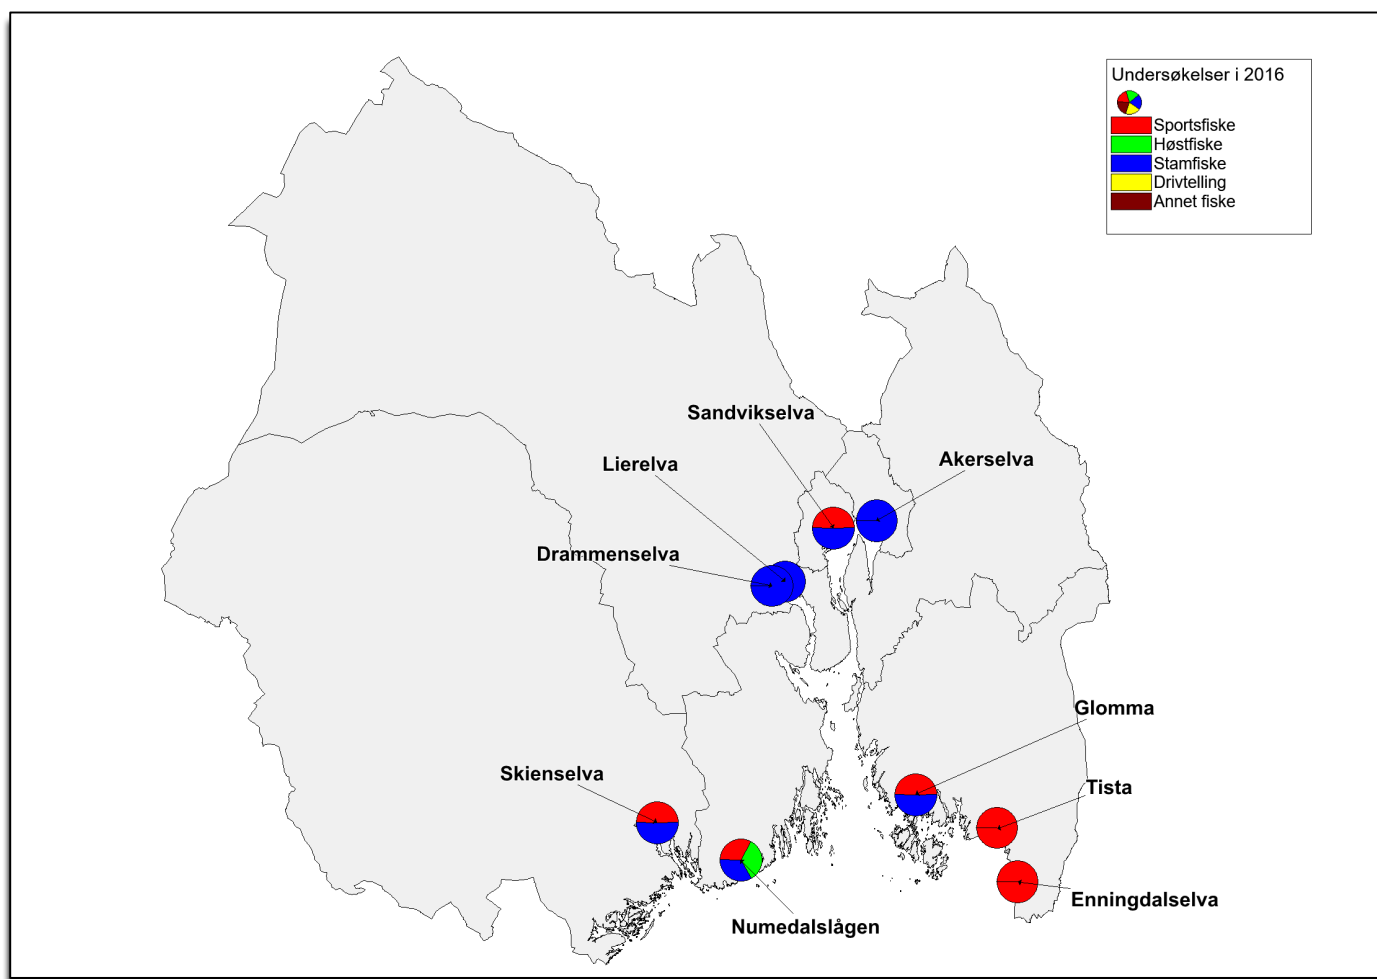 Undersøkelser i 2016
Sportsfiske
Høstfiske
Stamfiske
Drivtelling
Annet fiske
Sandvikselva
Lierelva
Akerselva
Drammenselva
Glomma
Skienselva
Tista
Enningdalselva
Numedalslågen